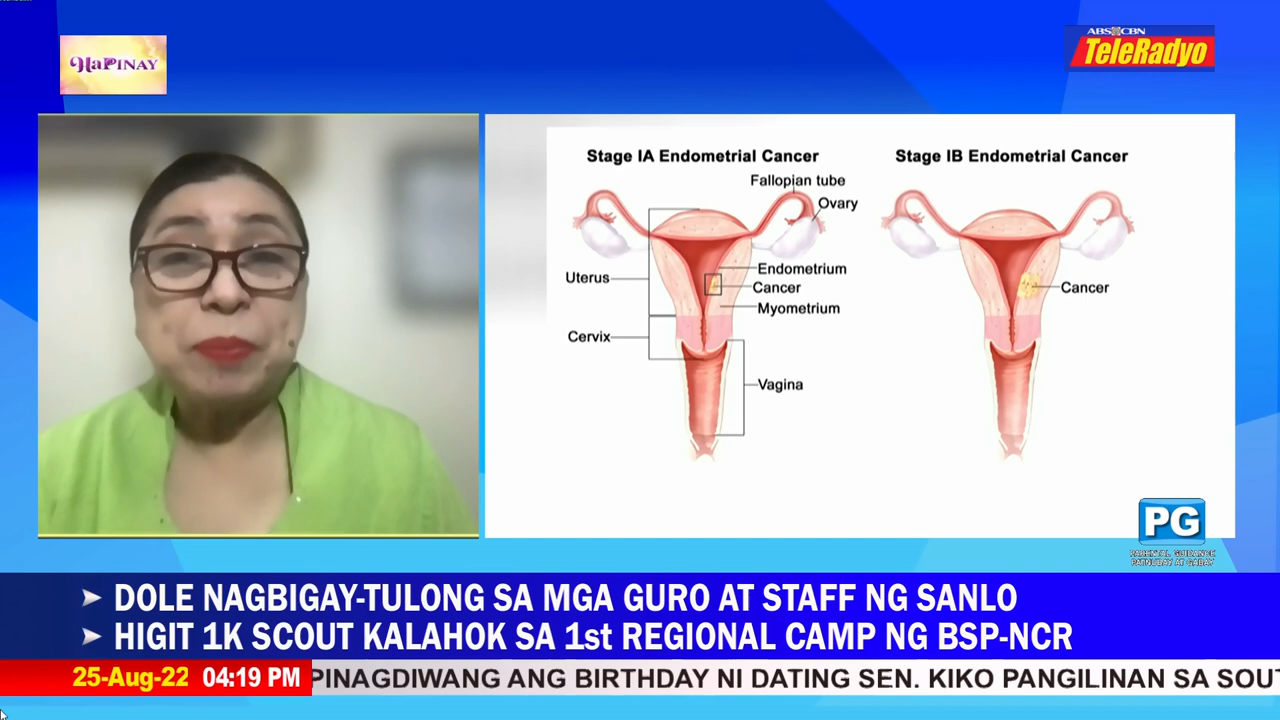 HaPINAY
ABS-CBN
TeleRadyo
Stage IA Endometrial Cancer
Stage IB Endometrial Cancer
Fallopian tube
Ovary
Uterus
Endometrium
Cancer
Myometrium
Cervix
Vagina
Cancer
PG
PARENTAL GUIDANCE
PATNUBAY AT GABAY
DOLE NAGBIGAY-TULONG SA MGA GURO AT STAFF NG SANLO
HIGIT 1K SCOUT KALAHOK SA 1st REGIONAL CAMP NG BSP-NCR
25-Aug-22 04:19 PM PINAGDIWANG ANG BIRTHDAY NI DATING SEN. KIKO PANGILINAN SA SOUT